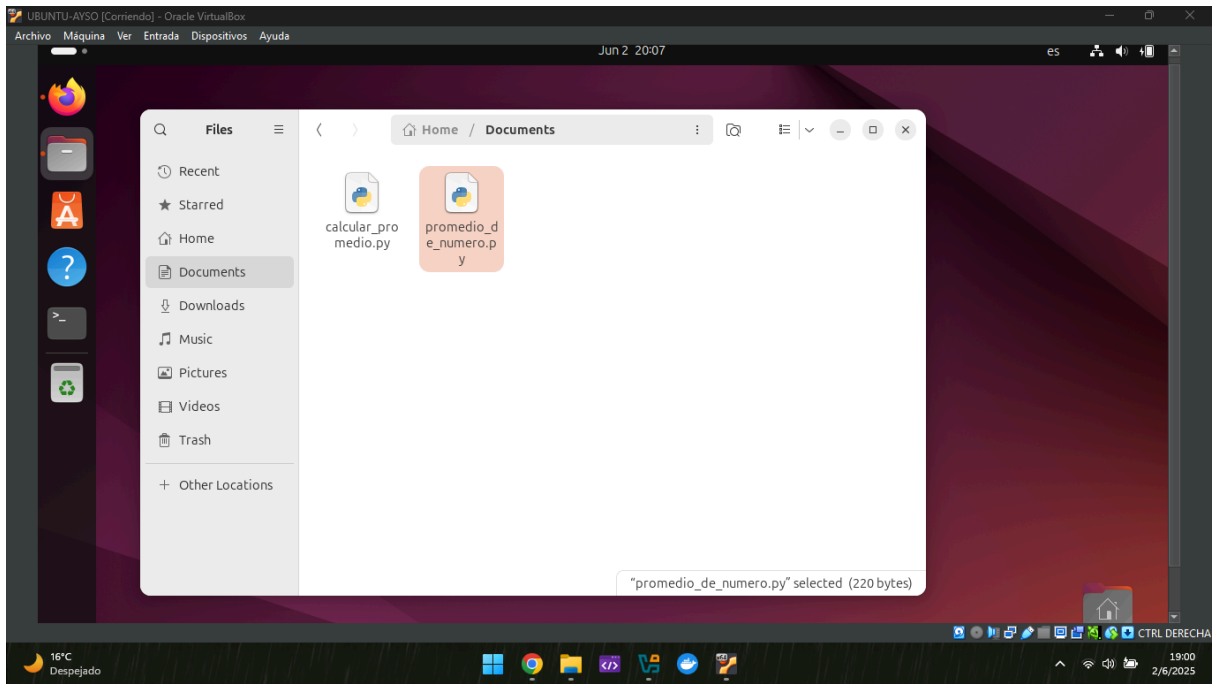 UBUNTU-AYSO [Corriendo] - Oracle VirtualBox
Archivo Máquina Ver Entrada Dispositivos Ayuda
Jun 2 20:07
es
Files
Home / Documents
Recent
Starred
Home
Documents
Downloads
Music
Pictures
Videos
Trash
+ Other Locations
calcular_pro
medio.py
promedio_d
e_numero.p
y
“promedio_de_numero.py” selected (220 bytes)
CTRL DERECHA
16°C
Despejado
19:00
2/6/2025